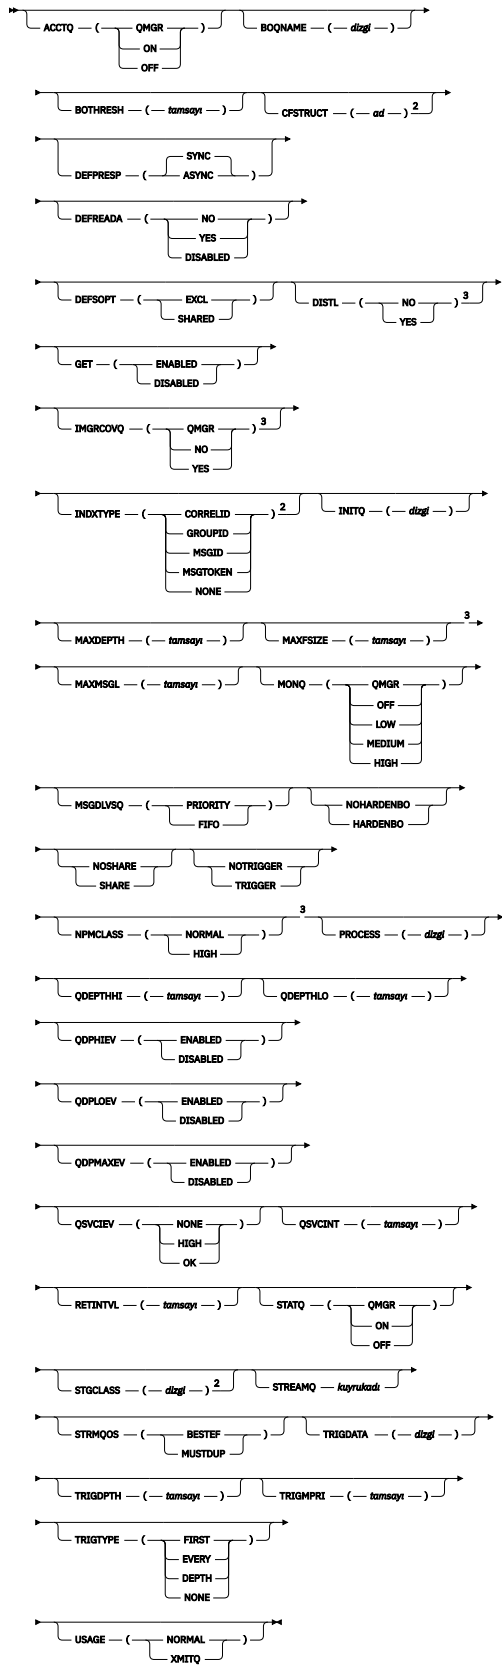 ACCTQ ( QMGR ) BOQNAME ( dizgi )
ON
OFF
BOTHRESH ( tamsayı ) CFSTRUCT ( ad ) 2
SYNC
DEFPRESP ( ASYNC )
DEFREADA ( NO )
YES
DISABLED
DEFSOPT ( EXCL ) DISTL ( NO ) 3
SHARED YES
GET ( ENABLED )
DISABLED
IMGRCOVQ ( QMGR ) 3
NO
YES
INDXTYPE ( CORRELID ) 2 INITQ ( dizgi )
GROUPID
MSGID
MSGTOKEN
NONE
MAXDEPTH ( tamsayı ) MAXFSIZE ( tamsayı ) 3
MAXMSGL ( tamsayı ) MONQ ( QMGR )
OFF
LOW
MEDIUM
HIGH
MSGDLVSQ ( PRIORITY ) NOHARDENBO
FIFO HARDENBO
NOSHARE NOTRIGGER
SHARE TRIGGER
NPMCLASS ( NORMAL ) 3 PROCESS ( dizgi )
HIGH
QDEPTHHI ( tamsayı ) QDEPTHLO ( tamsayı )
QDPHIEV ( ENABLED )
DISABLED
QDPLOEV ( ENABLED )
DISABLED
QDPMAXEV ( ENABLED )
DISABLED
QSVCIEV ( NONE ) QSVCINT ( tamsayı )
HIGH
OK
RETINTVL ( tamsayı ) STATQ ( QMGR )
ON
OFF
STGCLASS ( dizgi ) 2 STREAMQ kuyrukadı
STRMQOS ( BESTEF ) TRIGDATA ( dizgi )
MUSTDUP
TRIGDPTH ( tamsayı ) TRIGMPRI ( tamsayı )
TRIGTYPE ( FIRST )
EVERY
DEPTH
NONE
USAGE ( NORMAL )
XMITQ